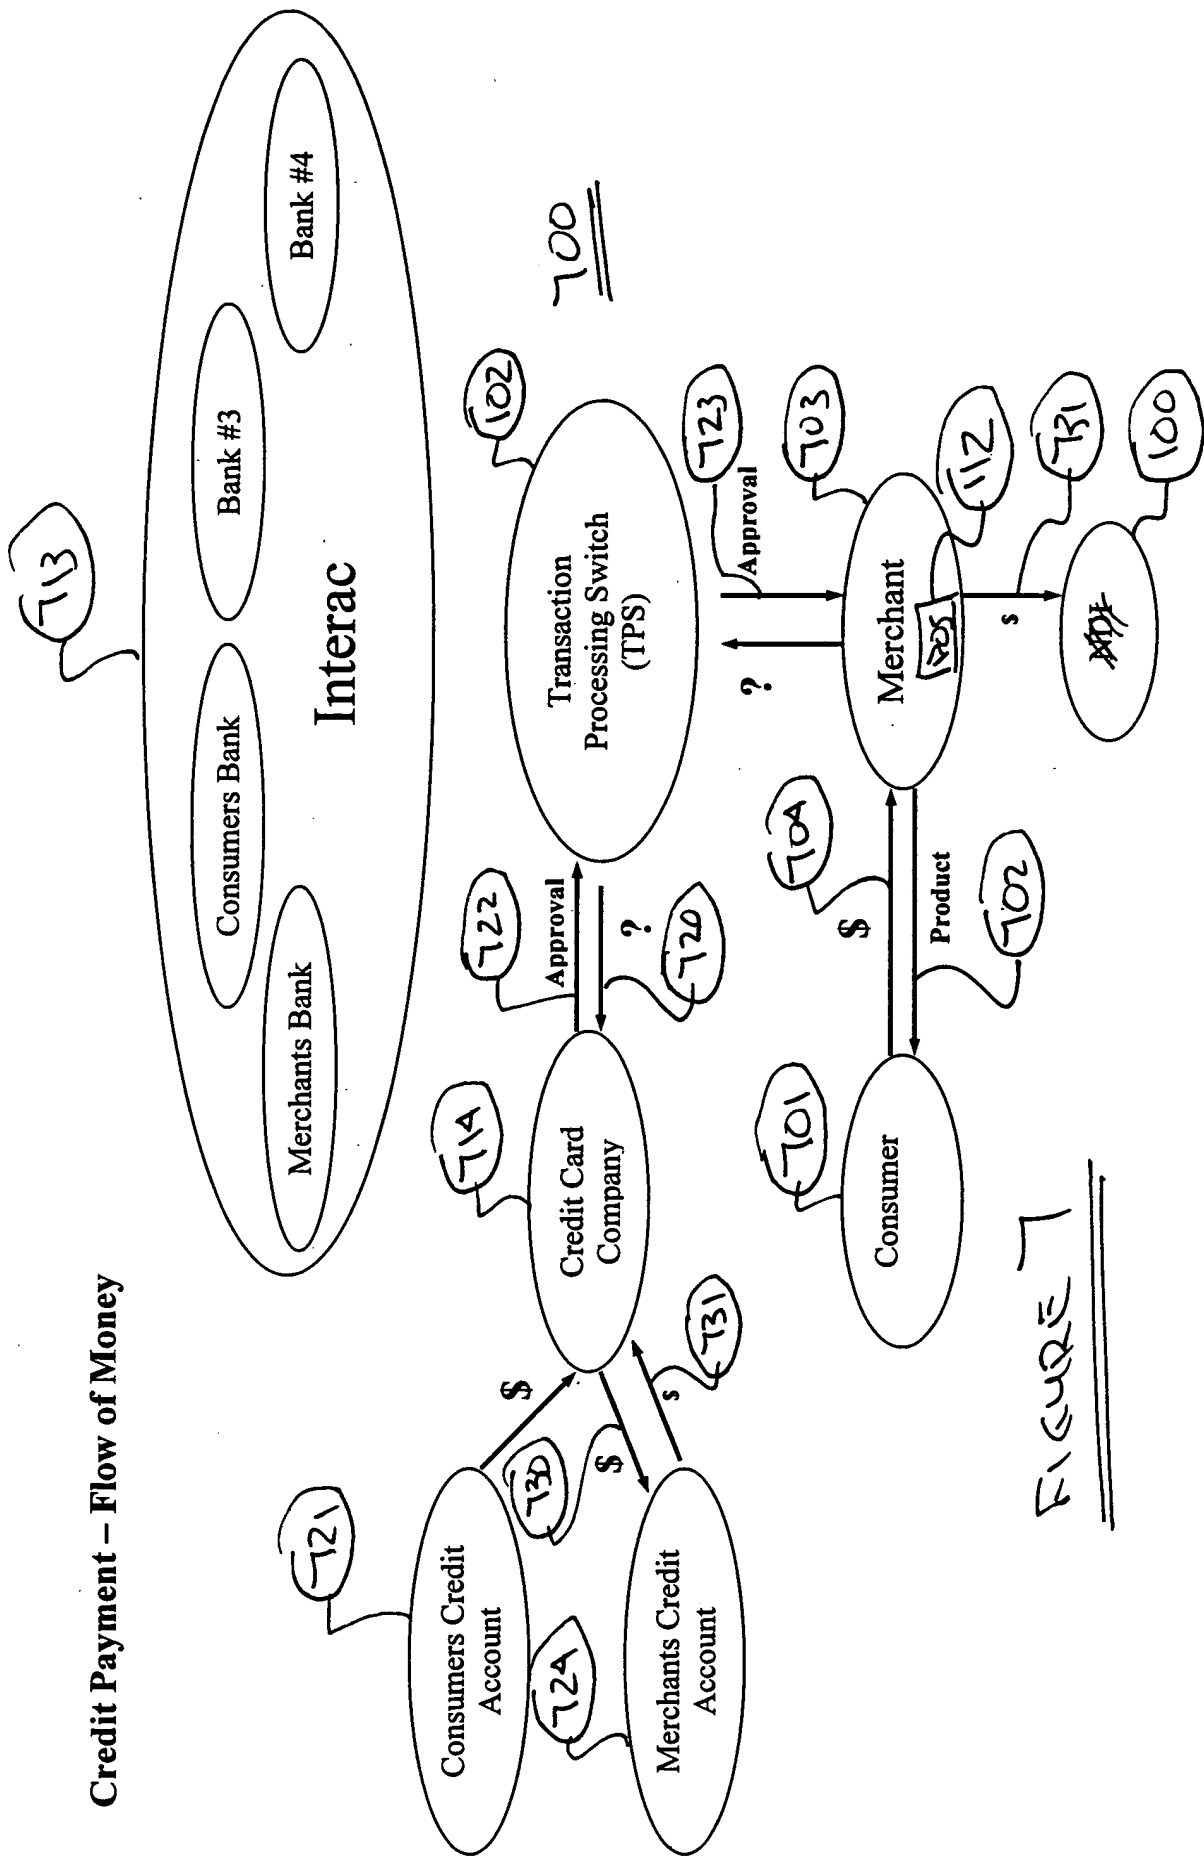 Credit Payment – Flow of Money
713
Merchants Bank
Consumers Bank
Bank #3
Bank #4
Interac
721
Consumers Credit
Account
724
Merchants Credit
Account
$
730
$
$
731
714
Credit Card
Company
722
Approval
?
720
102
Transaction
Processing Switch
(TPS)
700
723
Approval
?
701
Consumer
704
$
Product
702
703
Merchant
POS
112
$
731
100
FIGURE 7